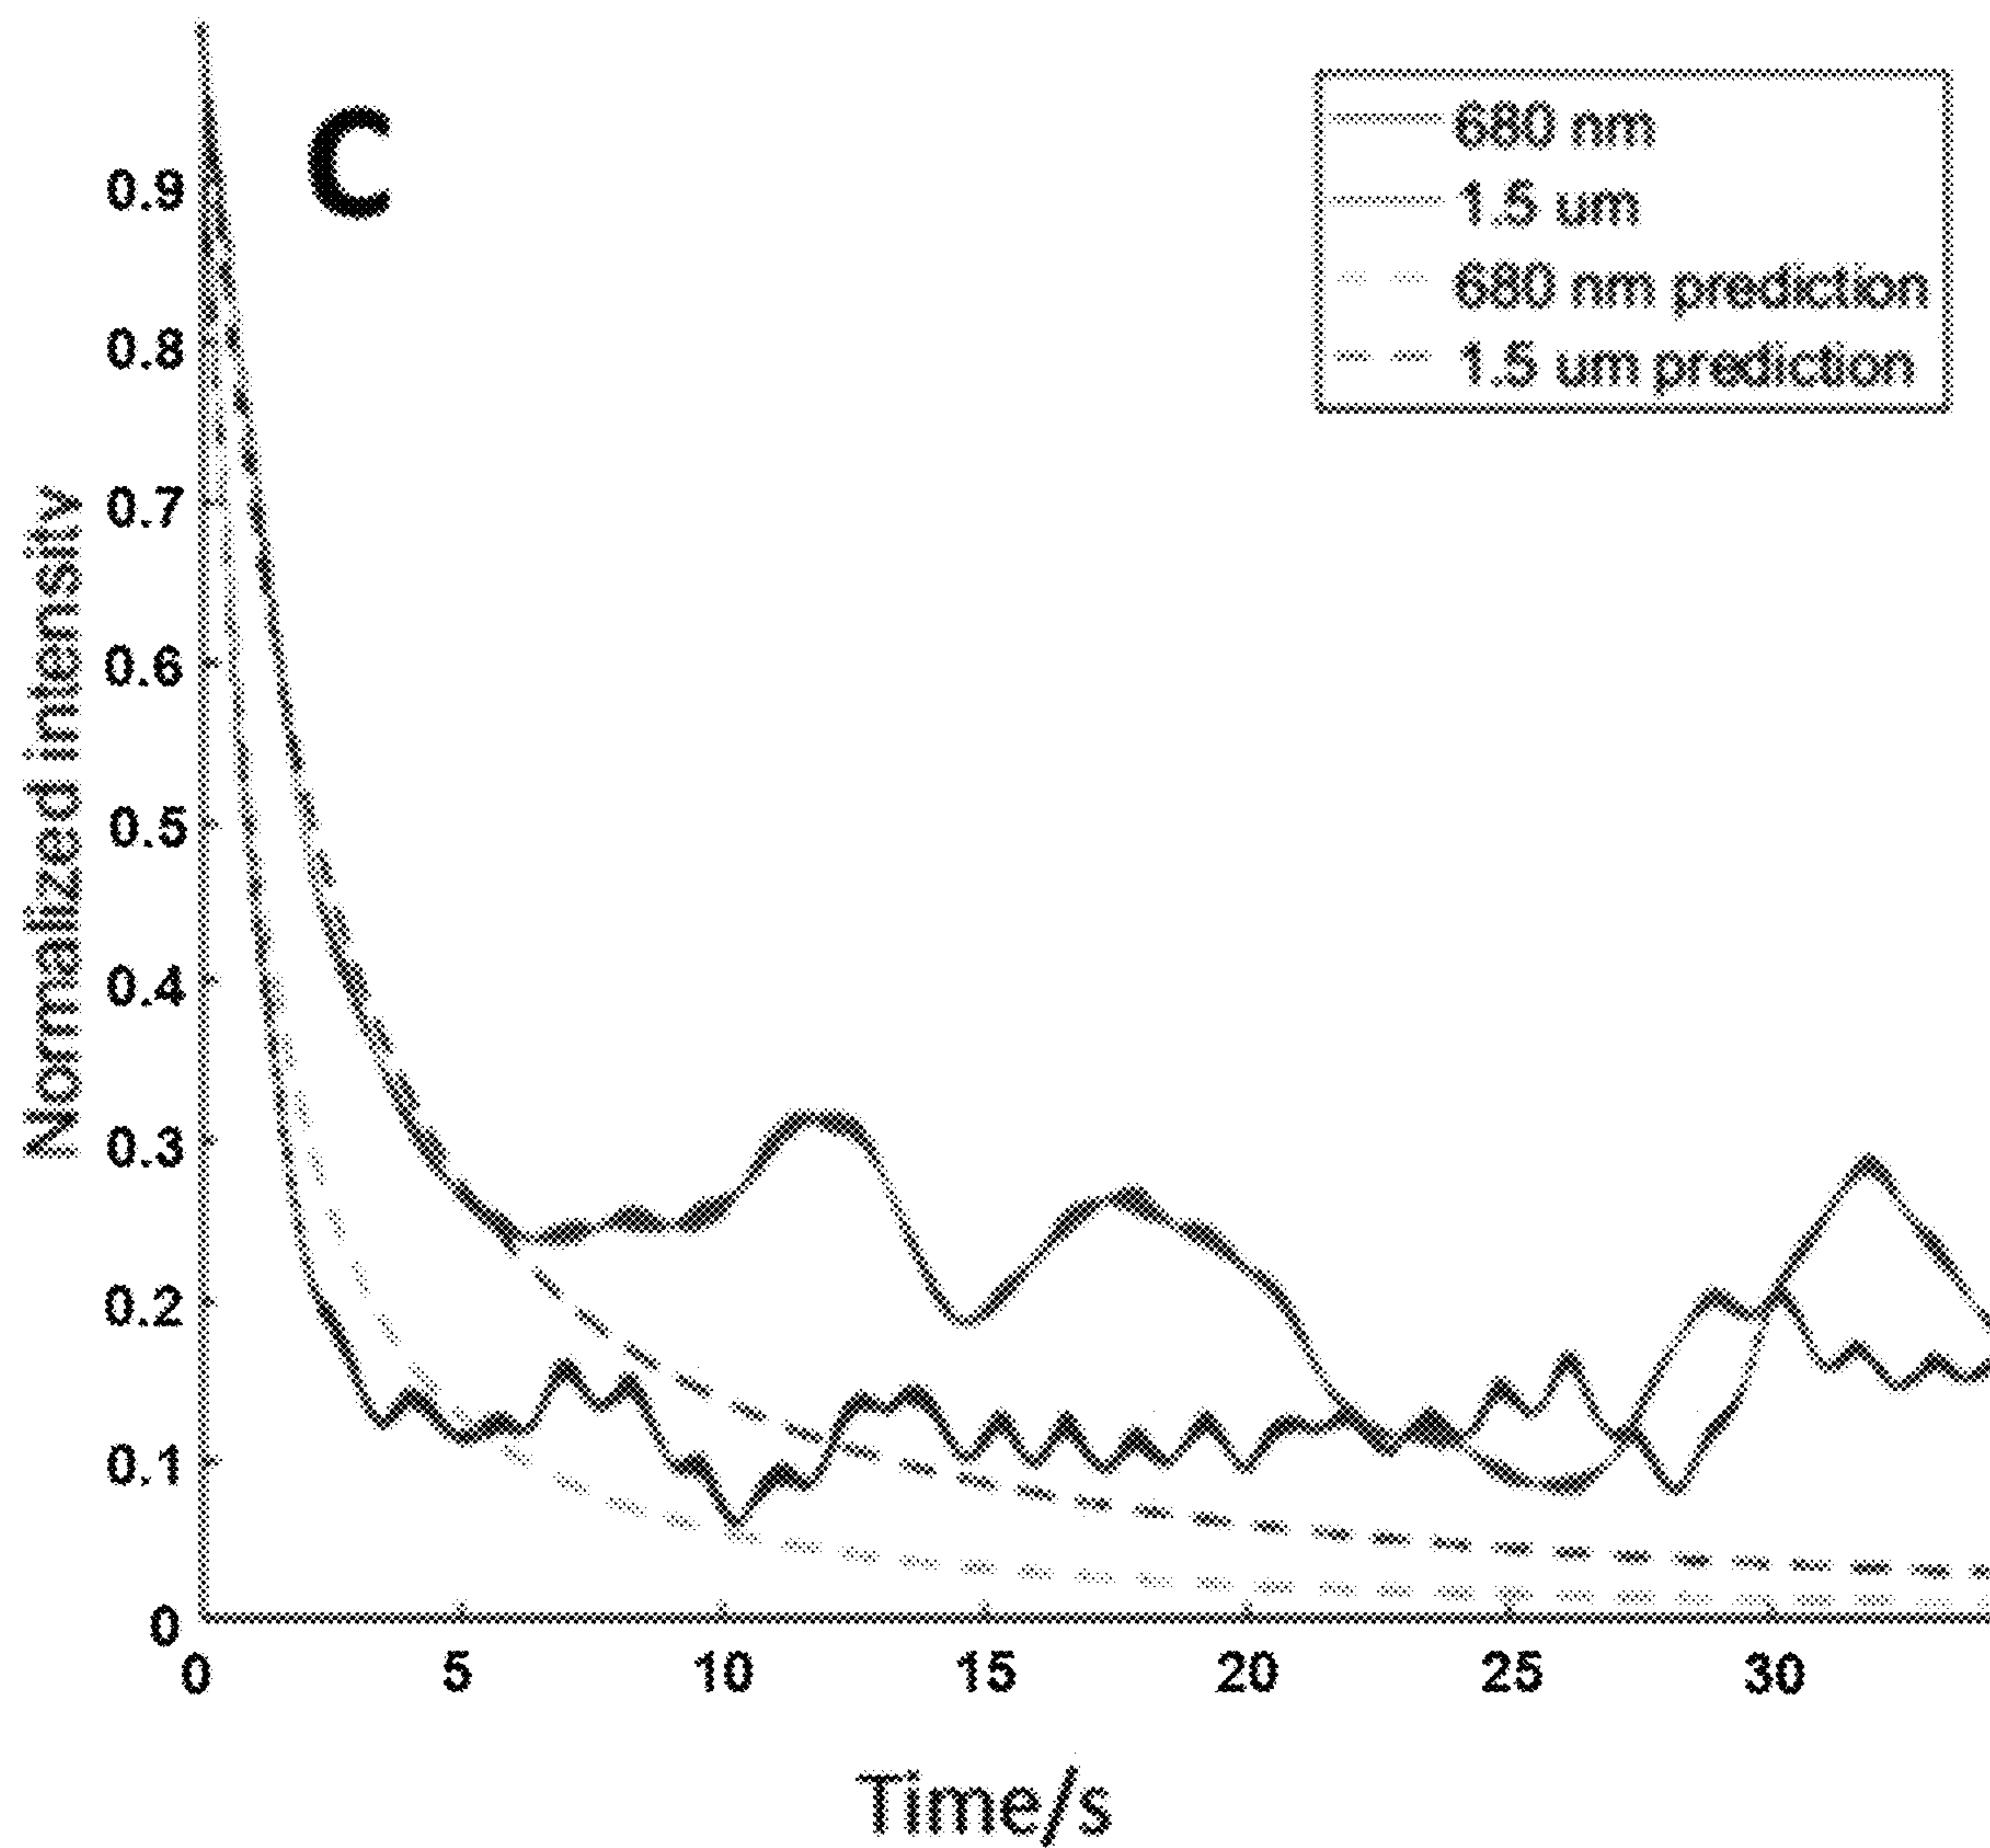 C
680 nm
1.5 um
680 nm prediction
1.5 um prediction
Normalized intensity
0.9
0.8
0.7
0.6
0.5
0.4
0.3
0.2
0.1
0
0 5 10 15 20 25 30
Time/s